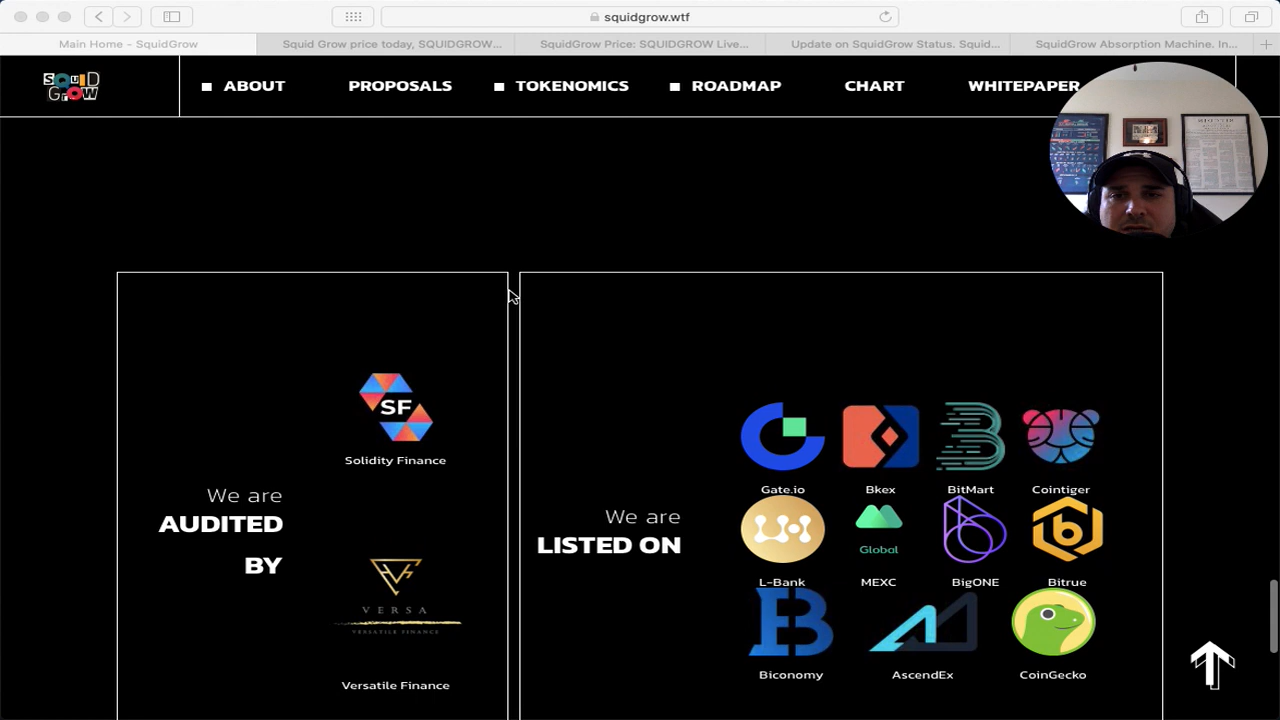 squidgrow.wtf
Main Home – SquidGrow
Squid Grow price today, SQUIDGROW...
SquidGrow Price: SQUIDGROW Live...
Update on SquidGrow Status. Squid...
SquidGrow Absorption Machine. In...
SQUID
GROW
ABOUT
PROPOSALS
TOKENOMICS
ROADMAP
CHART
WHITEPAPER
We are
AUDITED
BY
SF
Solidity Finance
VERSA
VERSATILE FINANCE
Versatile Finance
We are
LISTED ON
Gate.io
Bkex
BitMart
Cointiger
L-Bank
Global
MEXC
BigONE
Bitrue
Biconomy
AscendEx
CoinGecko